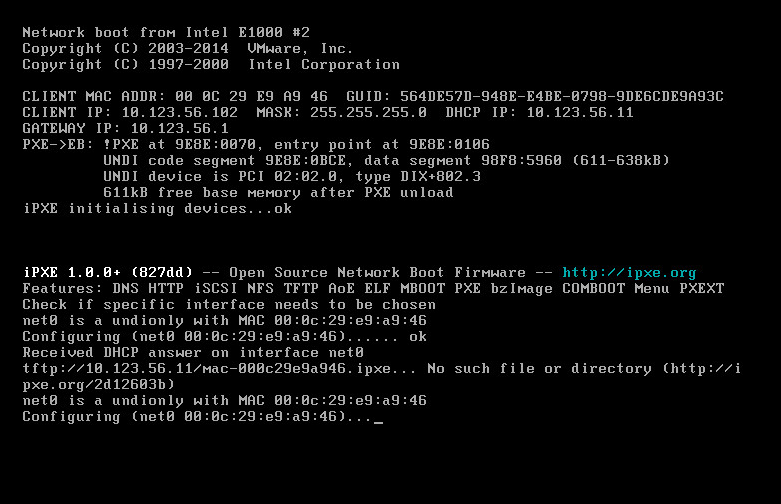 Network boot from Intel E1000 #2
Copyright (C) 2003-2014  VMware, Inc.
Copyright (C) 1997-2000  Intel Corporation
CLIENT MAC ADDR: 00 0C 29 E9 A9 46  GUID: 564DE57D-948E-E4BE-0798-9DE6CDE9A93C
CLIENT IP: 10.123.56.102  MASK: 255.255.255.0  DHCP IP: 10.123.56.11
GATEWAY IP: 10.123.56.1
PXE->EB: !PXE at 9E8E:0070, entry point at 9E8E:0106
         UNDI code segment 9E8E:0BCE, data segment 98F8:5960 (611-638kB)
         UNDI device is PCI 02:02.0, type DIX+802.3
         611kB free base memory after PXE unload
iPXE initialising devices...ok
iPXE 1.0.0+ (827dd) -- Open Source Network Boot Firmware -- http://ipxe.org
Features: DNS HTTP iSCSI NFS TFTP AoE ELF MBOOT PXE bzImage COMBOOT Menu PXEXT
Check if specific interface needs to be chosen
net0 is a undionly with MAC 00:0c:29:e9:a9:46
Configuring (net0 00:0c:29:e9:a9:46)...... ok
Received DHCP answer on interface net0
tftp://10.123.56.11/mac-000c29e9a946.ipxe... No such file or directory (http://i
pxe.org/2d12603b)
net0 is a undionly with MAC 00:0c:29:e9:a9:46
Configuring (net0 00:0c:29:e9:a9:46)..._